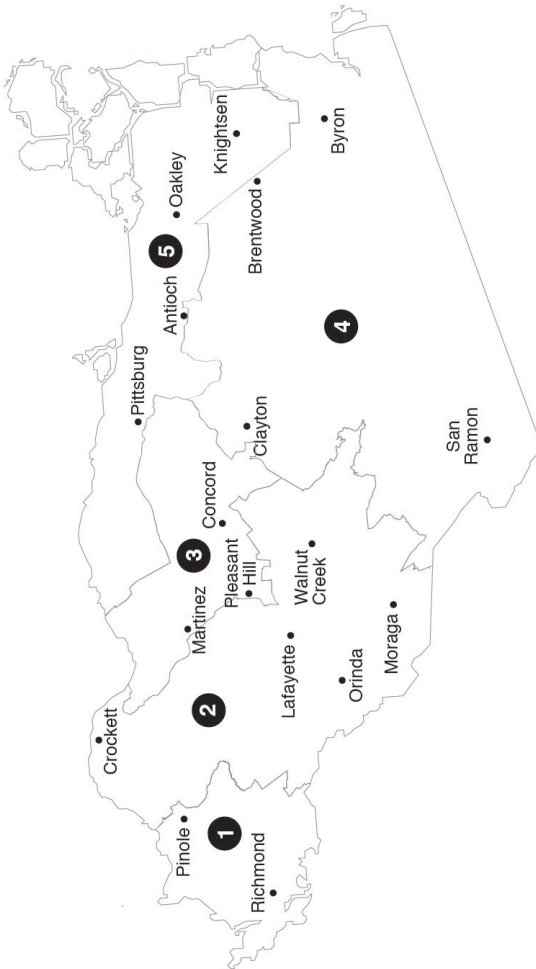 Crockett
Pittsburg
Pinole
1
Richmond
2
Martinez
3
Pleasant
Hill
Concord
Antioch
5
Oakley
Knightsen
Brentwood
Byron
Clayton
4
Lafayette
Walnut
Creek
Orinda
Moraga
San
Ramon